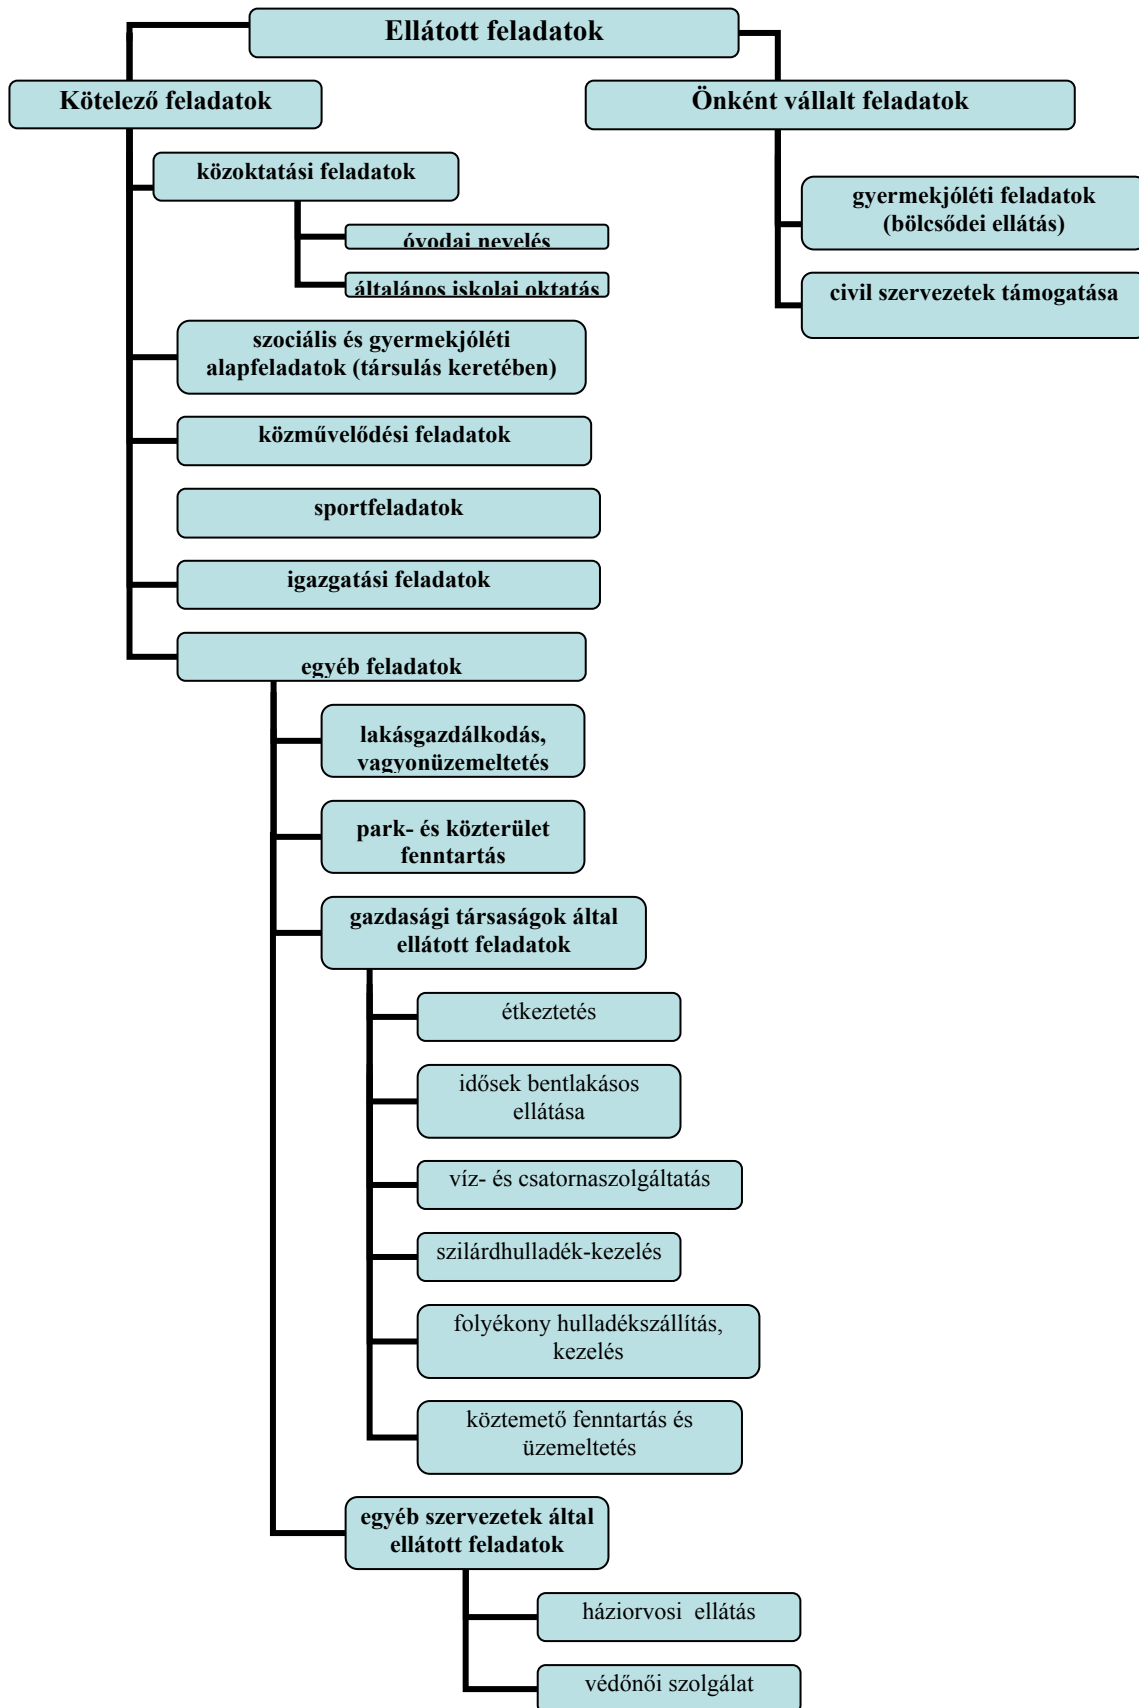 Ellátott feladatok
Kötelező feladatok
Önként vállalt feladatok
közoktatási feladatok
óvodai nevelés
általános iskolai oktatás
gyermekjóléti feladatok
(bölcsődei ellátás)
civil szervezetek támogatása
szociális és gyermekjóléti
alapfeladatok (társulás keretében)
közművelődési feladatok
sportfeladatok
igazgatási feladatok
egyéb feladatok
lakásgazdálkodás,
vagyonüzemeltetés
park- és közterület
fenntartás
gazdasági társaságok által
ellátott feladatok
étkeztetés
idősek bentlakásos
ellátása
víz- és csatornaszolgáltatás
szilárdhulladék-kezelés
folyékony hulladékszállítás,
kezelés
köztemető fenntartás és
üzemeltetés
egyéb szervezetek által
ellátott feladatok
háziorvosi ellátás
védőnői szolgálat